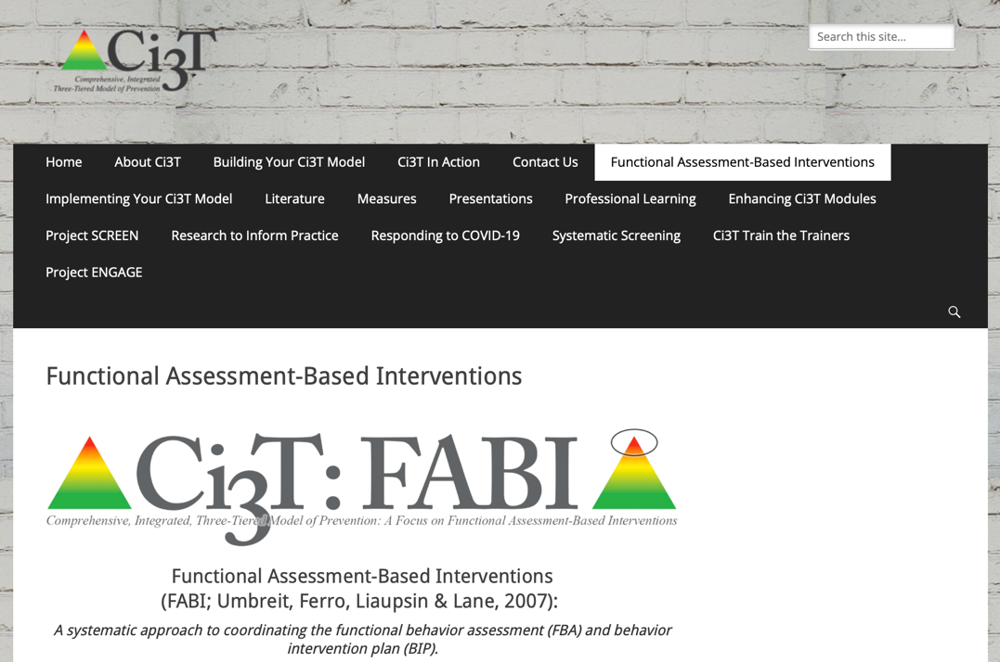 Ci3T
Comprehensive, Integrated
Three-Tiered Model of Prevention
Search this site...
Home About Ci3T Building Your Ci3T Model Ci3T In Action Contact Us Functional Assessment-Based Interventions
Implementing Your Ci3T Model Literature Measures Presentations Professional Learning Enhancing Ci3T Modules
Project SCREEN Research to Inform Practice Responding to COVID-19 Systematic Screening Ci3T Train the Trainers
Project ENGAGE
Functional Assessment-Based Interventions
Ci3T: FABI
Comprehensive, Integrated, Three-Tiered Model of Prevention: A Focus on Functional Assessment-Based Interventions
Functional Assessment-Based Interventions
(FABI; Umbreit, Ferro, Liaupsin & Lane, 2007):
A systematic approach to coordinating the functional behavior assessment (FBA) and behavior
intervention plan (BIP).